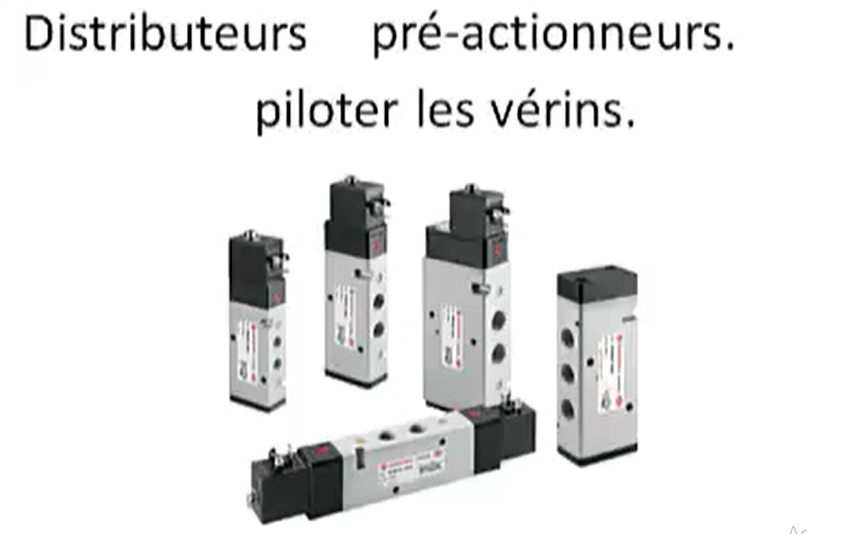 Distributeurs pré-actionneurs.
piloter les vérins.